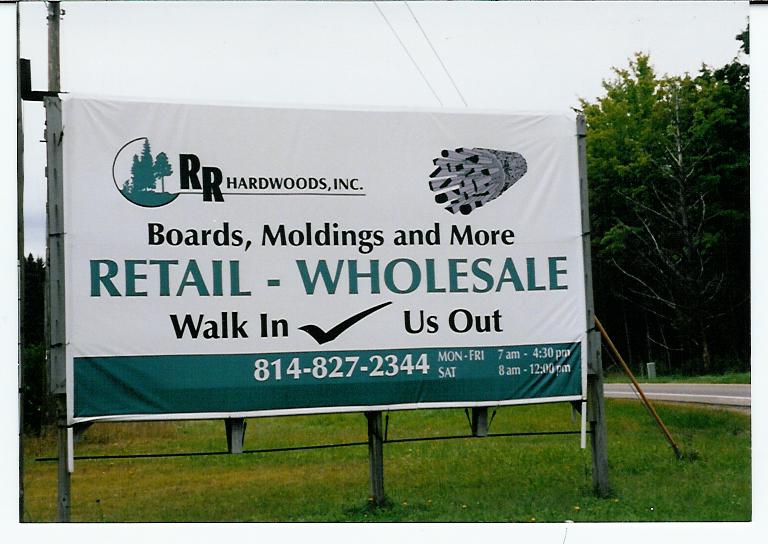 RR HARDWOODS, INC.
Boards, Moldings and More
RETAIL - WHOLESALE
Walk In ✓ Us Out
814-827-2344 MON-FRI 7 am - 4:30 pm
SAT 8 am - 12:00 pm